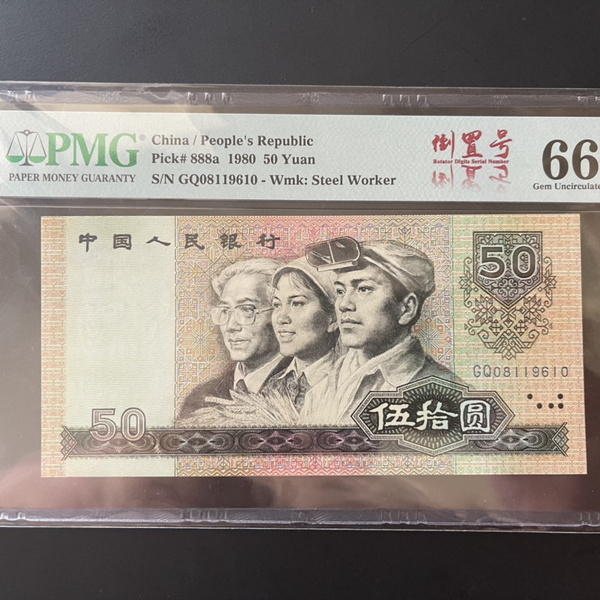 PMG
PAPER MONEY GUARANTY
China / People's Republic
Pick# 888a 1980 50 Yuan
S/N GQ08119610 - Wmk: Steel Worker
倒置号
Rotator Digits Serial Number
66
Gem Uncirculate
中国人民银行
50
GQ08119610
50
伍拾圆